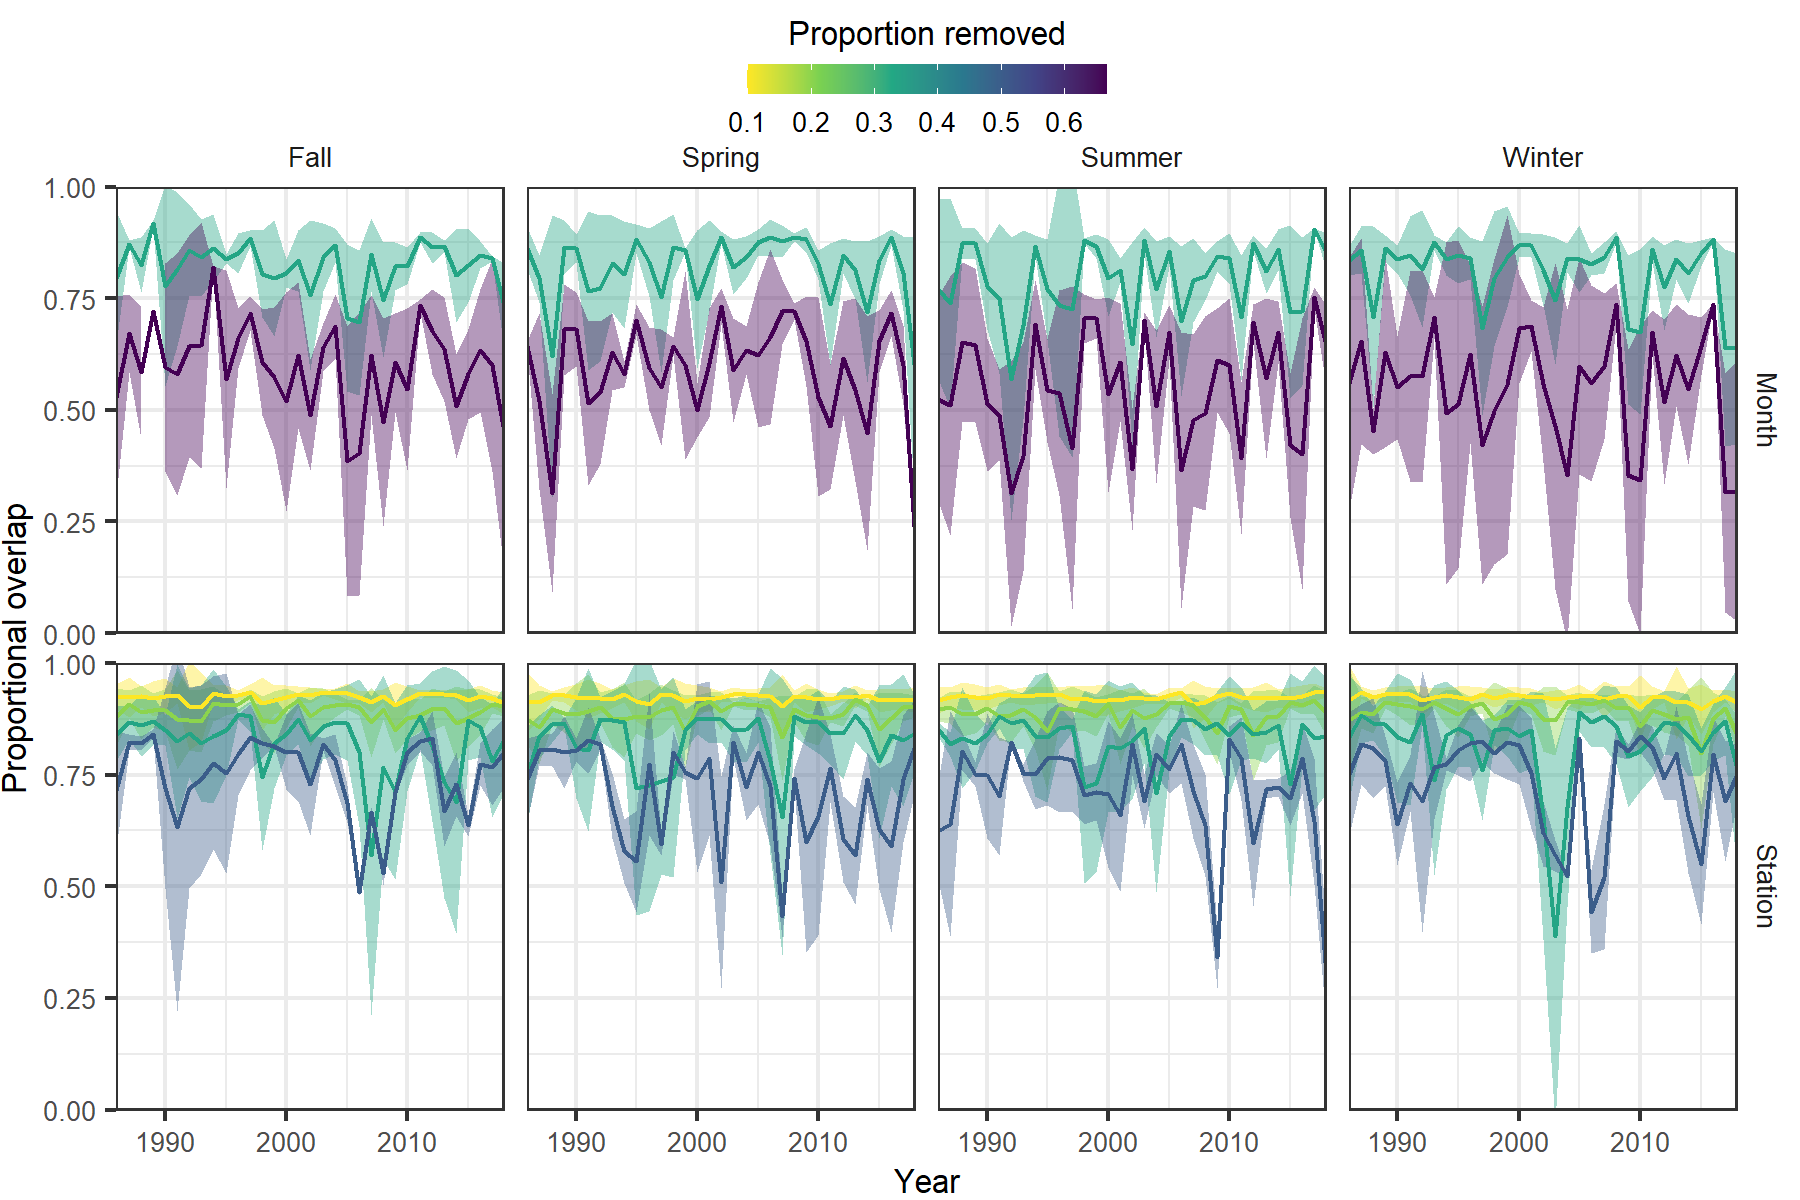 Proportion removed
0.1 0.2 0.3 0.4 0.5 0.6
Fall Spring Summer Winter
1.00
0.75
0.50
0.25
0.00
Month
1.00
0.75
0.50
0.25
0.00
Station
Proportional overlap
1990 2000 2010 1990 2000 2010 1990 2000 2010 1990 2000 2010
Year